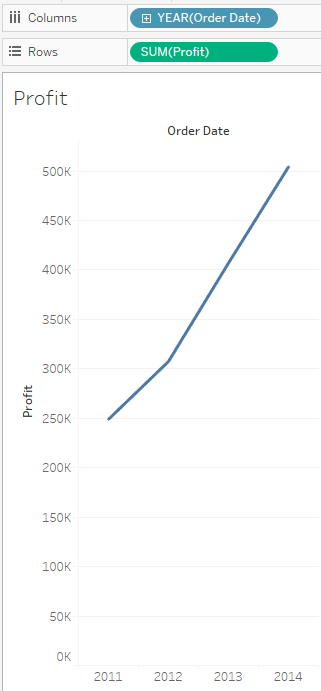 Columns
YEAR(Order Date)
Rows
SUM(Profit)
Profit
Order Date
500K
450K
400K
350K
300K
250K
200K
150K
100K
50K
0K
Profit
2011 2012 2013 2014